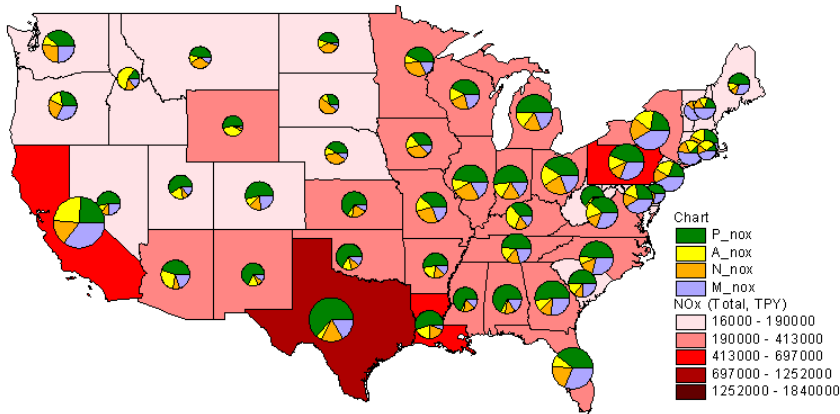 Chart
P_nox
A_nox
N_nox
M_nox
NOx (Total, TPY)
16000 - 190000
190000 - 413000
413000 - 697000
697000 - 1252000
1252000 - 1840000